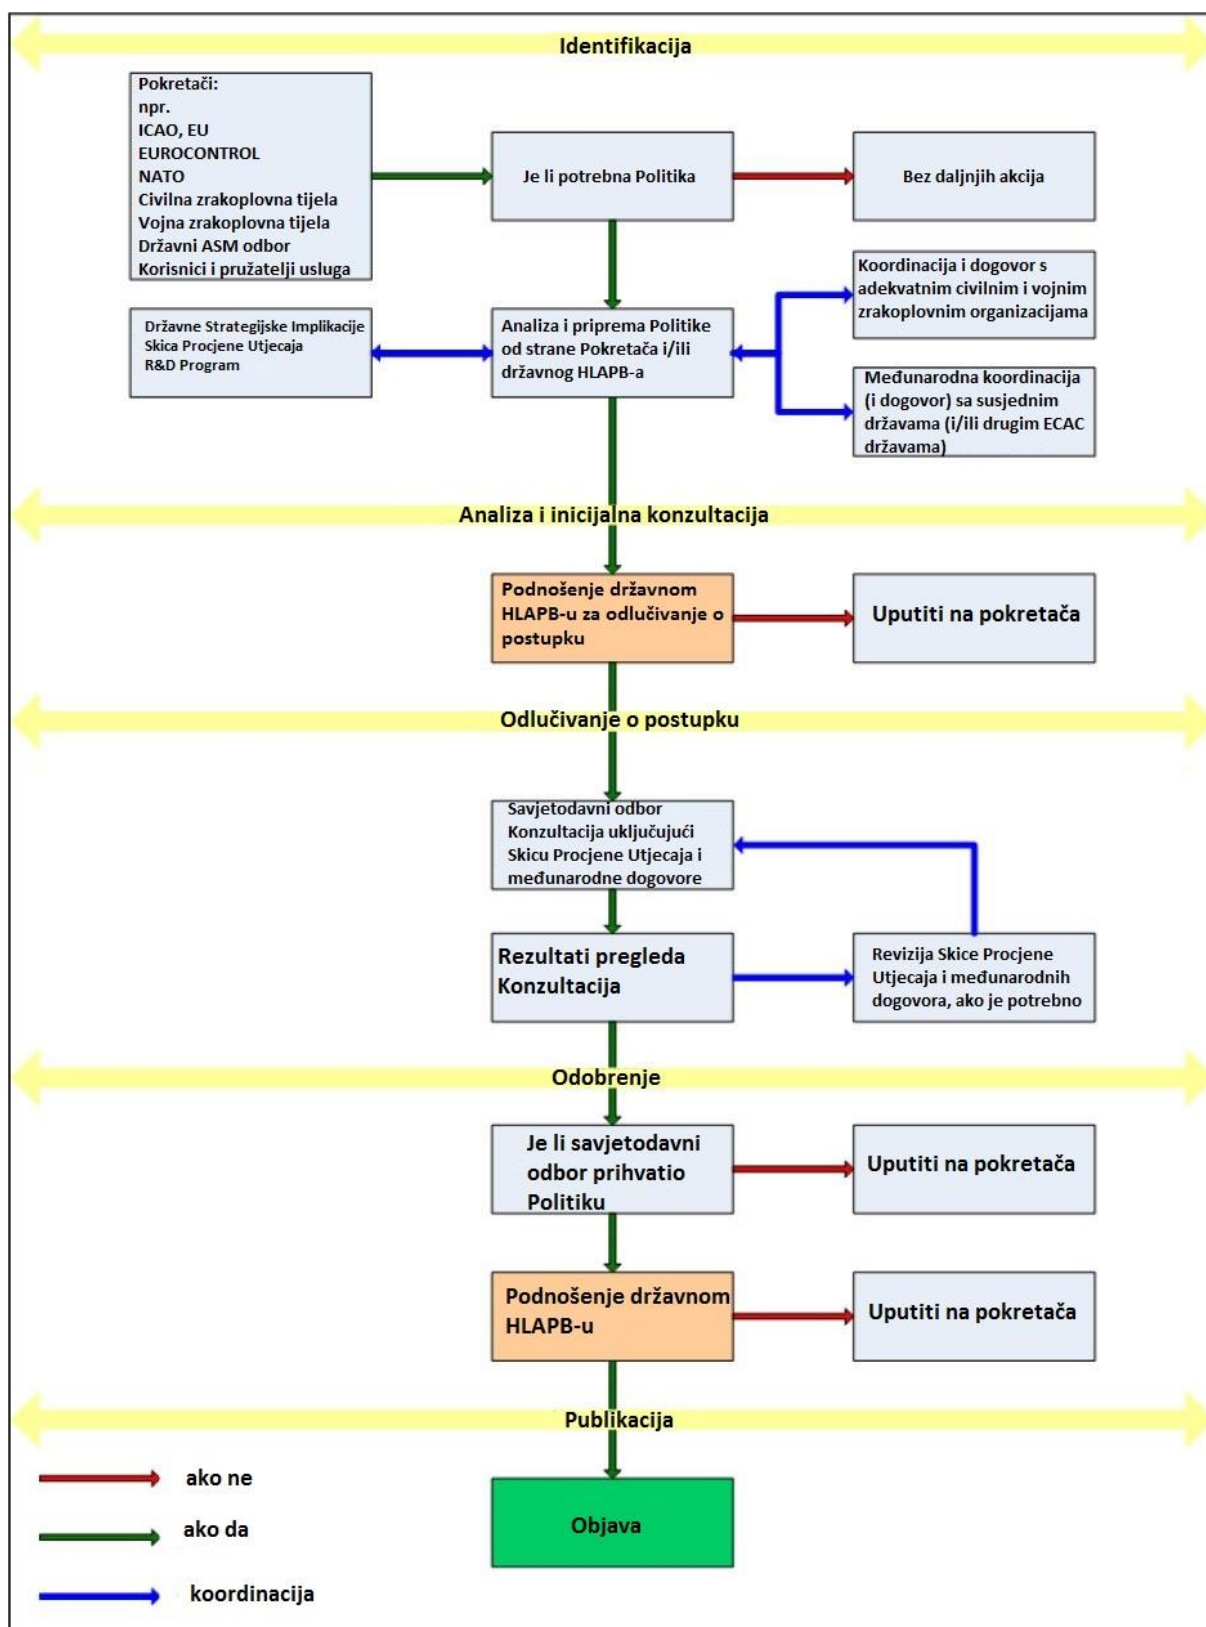 Identifikacija
Pokretači:
npr.
ICAO, EU
EUROCONTROL
NATO
Civilna zrakoplovna tijela
Vojna zrakoplovna tijela
Državni ASM odbor
Korisnici i pružatelji usluga
Je li potrebna Politika
Bez daljnjih akcija
Koordinacija i dogovor s
adekvatnim civilnim i vojnim
zrakoplovnim organizacijama
Državne Strategijske Implikacije
Skica Procjene Utjecaja
R&D Program
Analiza i priprema Politike
od strane Pokretača i/ili
državnog HLAPB-a
Međunarodna koordinacija
(i dogovor) sa susjednim
državama (i/ili drugim ECAC
državama)
Analiza i inicijalna konzultacija
Podnošenje državnom
HLAPB-u za odlučivanje o
postupku
Uputiti na pokretača
Odlučivanje o postupku
Savjetodavni odbor
Konzultacija uključujući
Skicu Procjene Utjecaja i
međunarodne dogovore
Rezultati pregleda
Konzultacija
Revizija Skice Procjene
Utjecaja i međunarodnih
dogovora, ako je potrebno
Odobrenje
Je li savjetodavni
odbor prihvatio
Politiku
Uputiti na pokretača
Podnošenje državnom
HLAPB-u
Uputiti na pokretača
Publikacija
ako ne
ako da
koordinacija
Objava